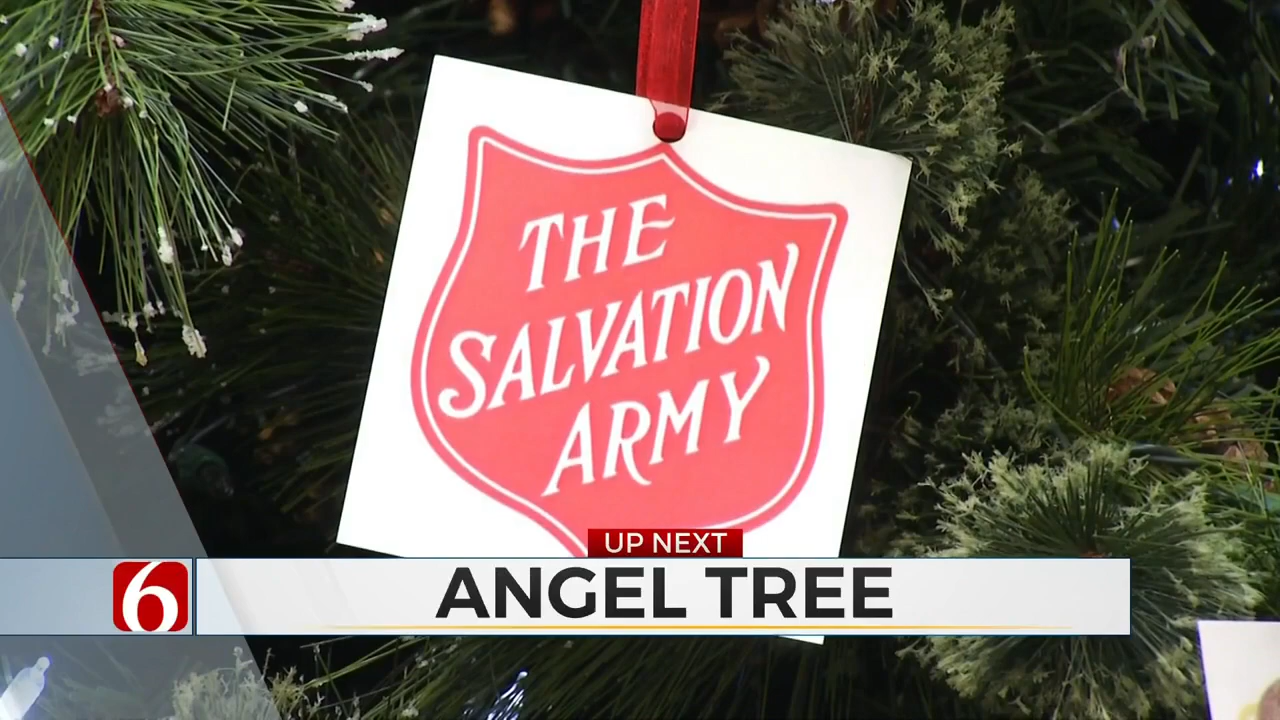 THE
SALVATION
ARMY
UP NEXT
6
ANGEL TREE